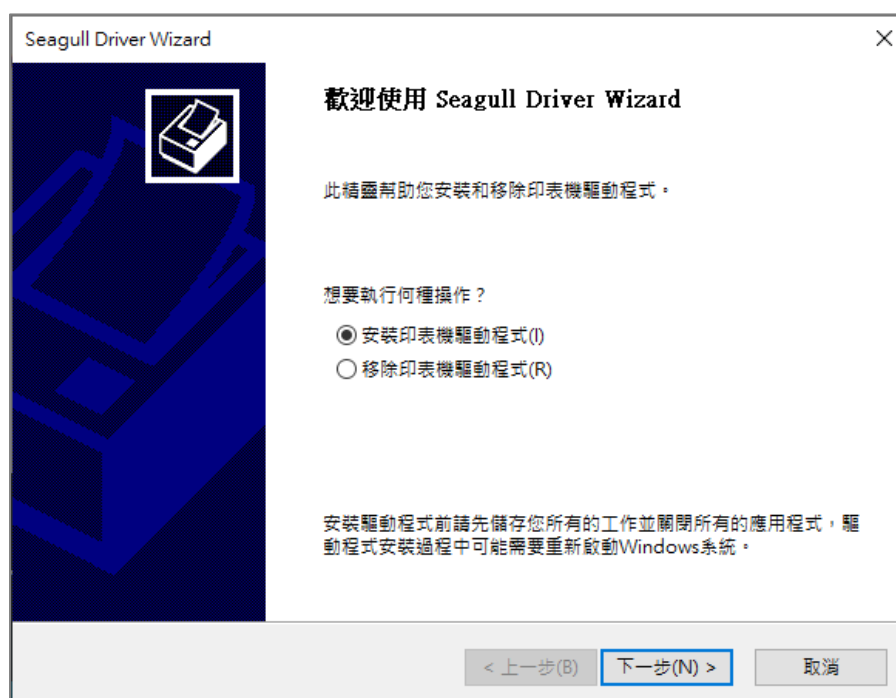 Seagull Driver Wizard
歡迎使用 Seagull Driver Wizard
此精靈幫助您安裝和移除印表機驅動程式。
想要執行何種操作？
安裝印表機驅動程式(I)
移除印表機驅動程式(R)
安裝驅動程式前請先儲存您所有的工作並關閉所有的應用程式，驅
動程式安裝過程中可能需要重新啟動Windows系統。
< 上一步(B) 下一步(N) > 取消